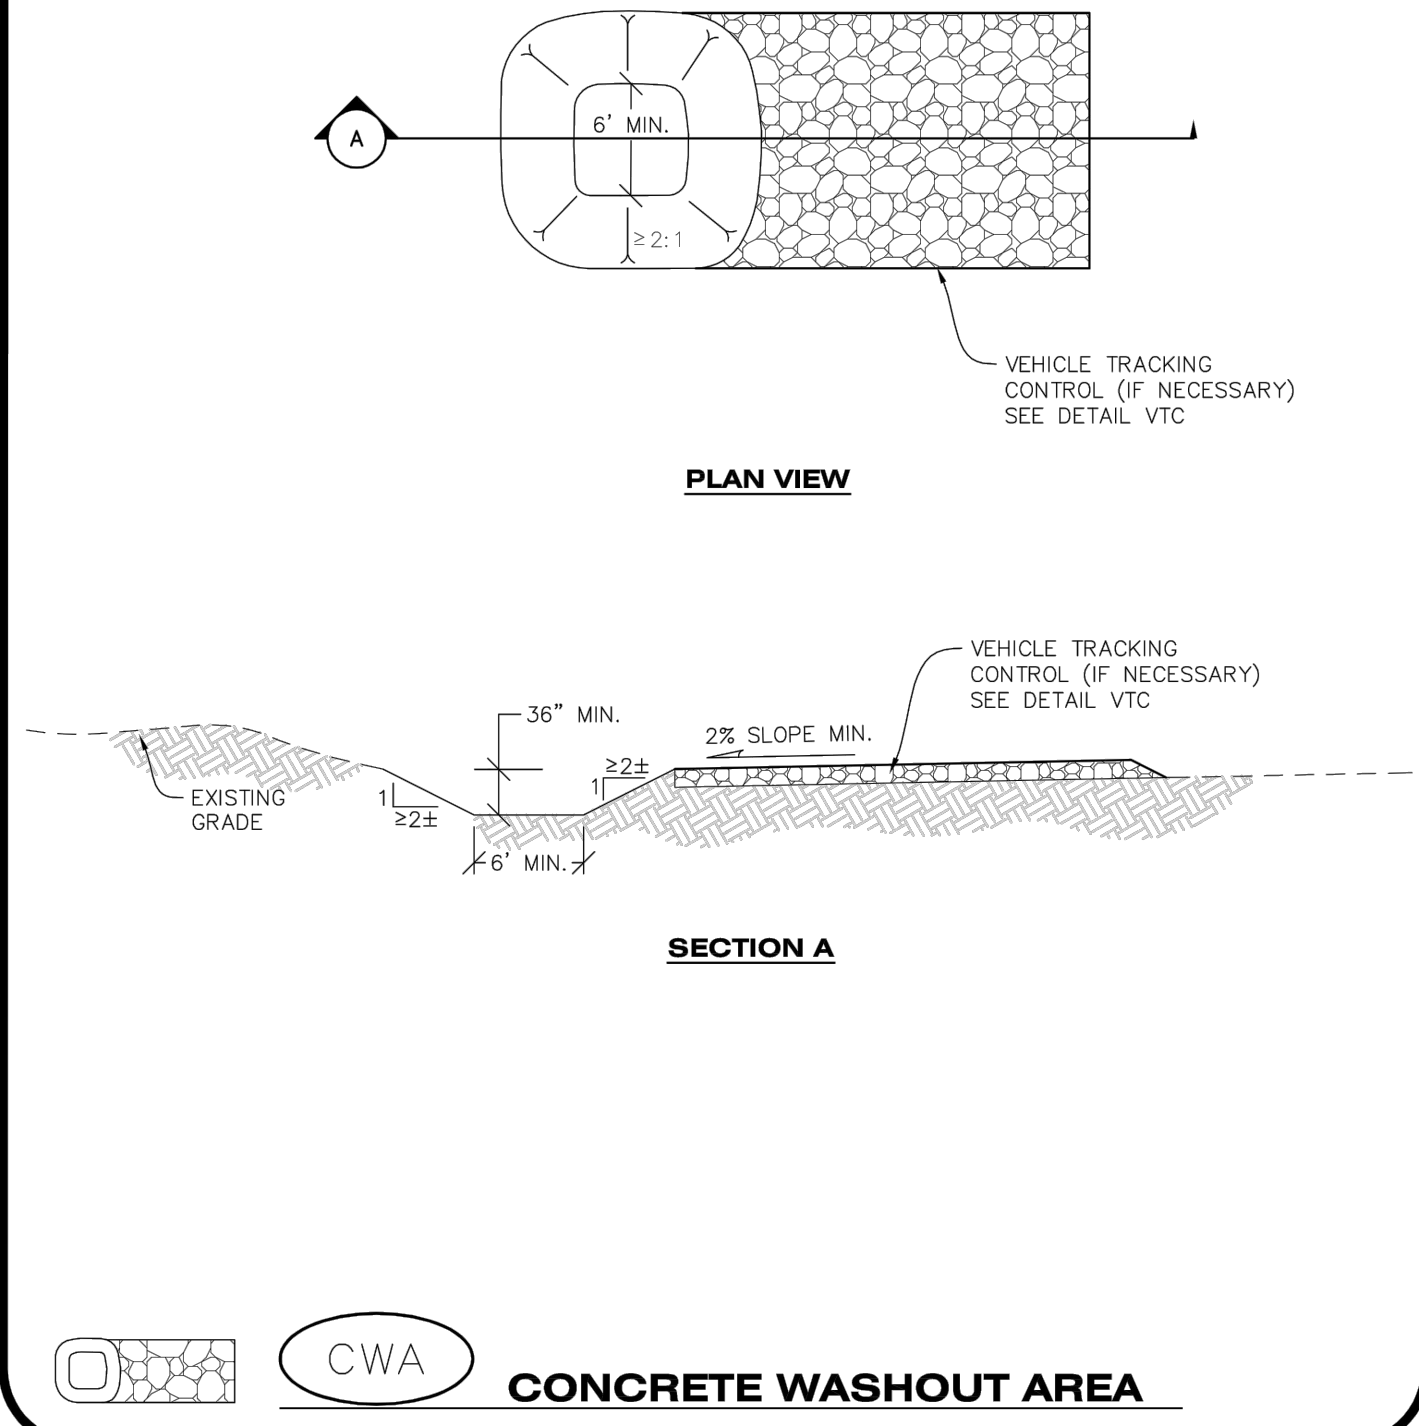 6' MIN.
A
≥2:1
VEHICLE TRACKING
CONTROL (IF NECESSARY)
SEE DETAIL VTC
PLAN VIEW
VEHICLE TRACKING
CONTROL (IF NECESSARY)
SEE DETAIL VTC
36" MIN.
2% SLOPE MIN.
≥2±
1
EXISTING
GRADE
1
≥2±
6' MIN.
SECTION A
CWA
CONCRETE WASHOUT AREA